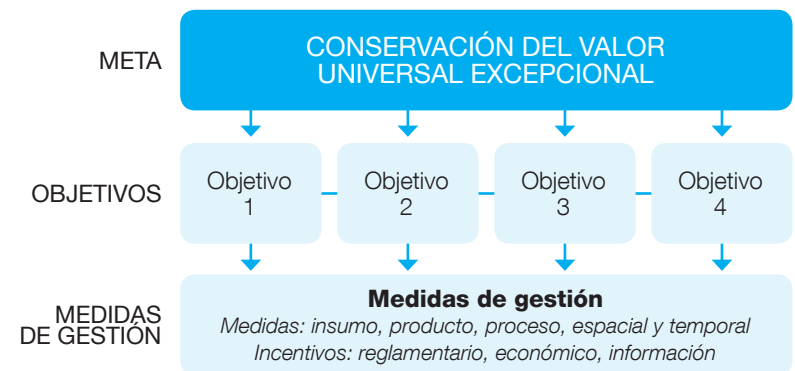 META
CONSERVACIÓN DEL VALOR
UNIVERSAL EXCEPCIONAL
OBJETIVOS
Objetivo
1
Objetivo
2
Objetivo
3
Objetivo
4
MEDIDAS
DE GESTIÓN
Medidas de gestión
Medidas: insumo, producto, proceso, espacial y temporal
Incentivos: reglamentario, económico, información